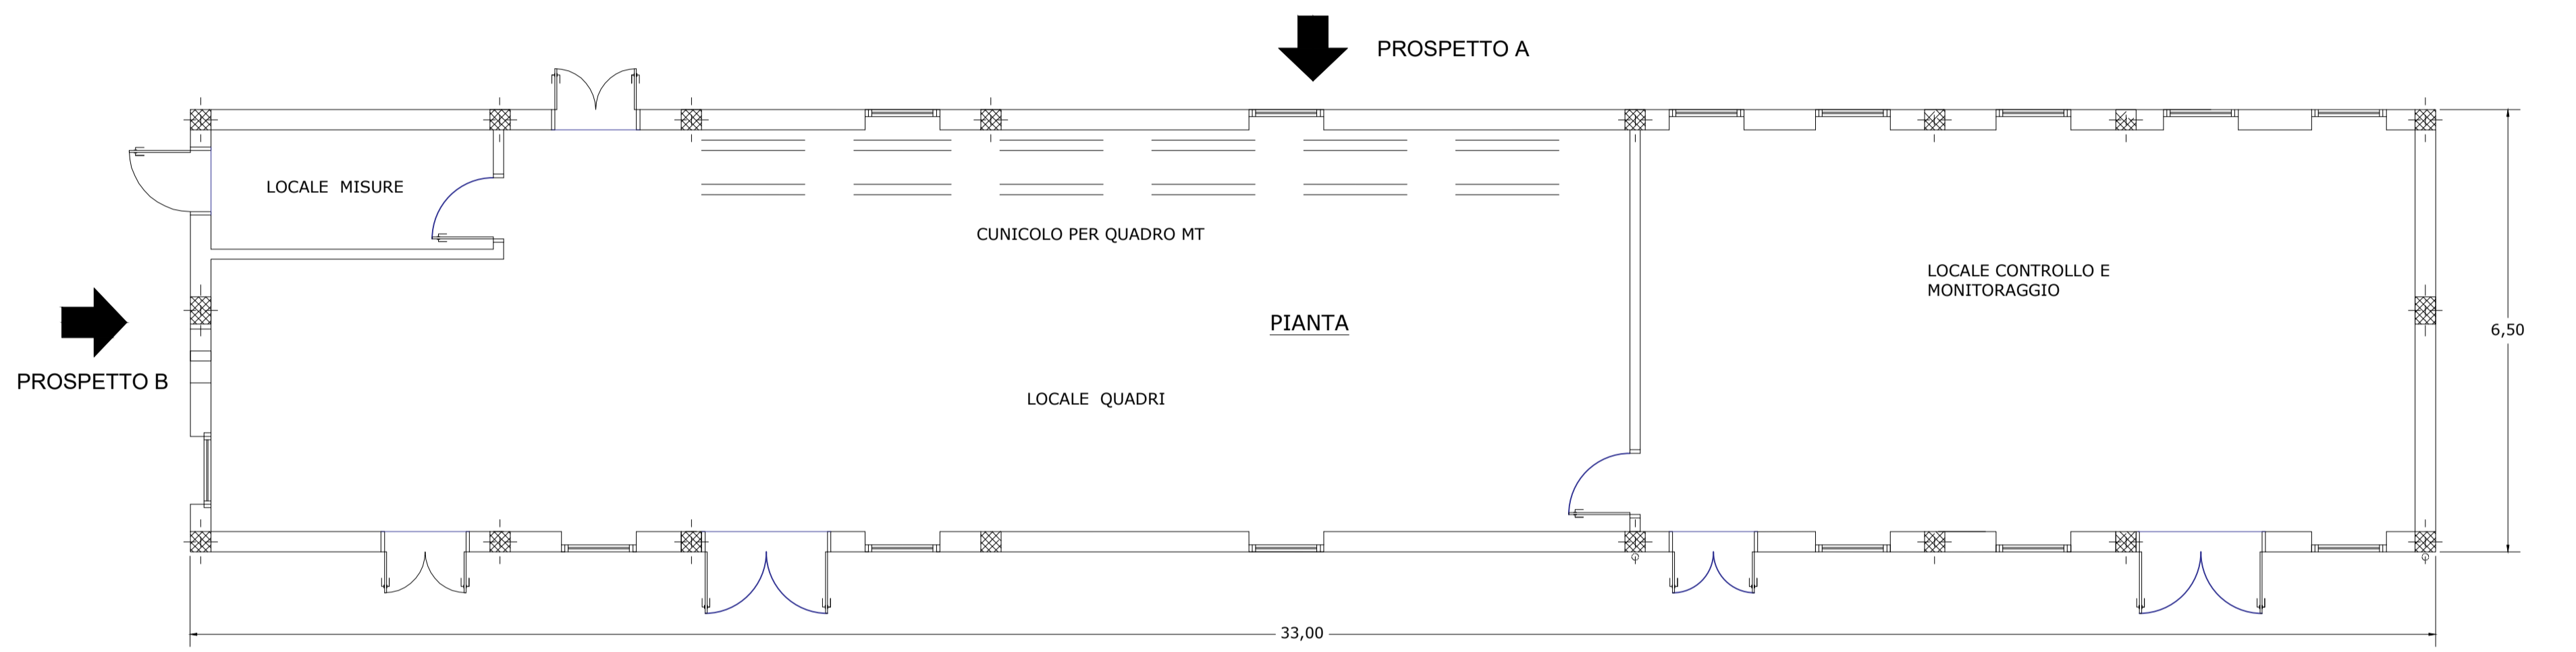 PROSPETTO A
LOCALE MISURE
CUNICOLO PER QUADRO MT
LOCALE CONTROLLO E
MONITORAGGIO
PIANTA
6,50
PROSPETTO B
LOCALE QUADRI
33,00